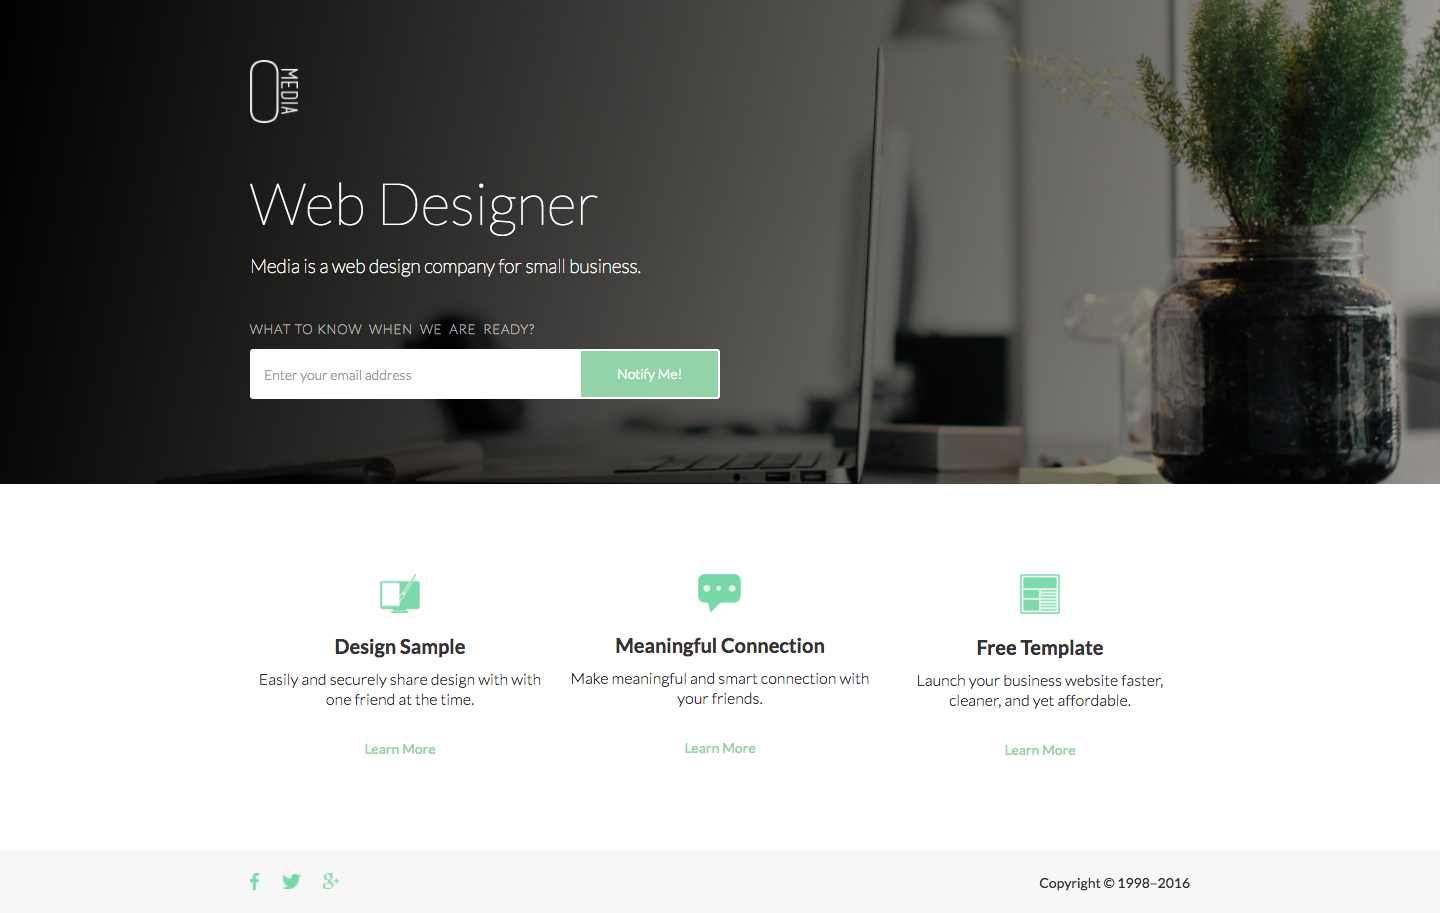 MEDIA
Web Designer
Media is a web design company for small business.
WHAT TO KNOW WHEN WE ARE READY?
Enter your email address
Notify Me!
Design Sample
Easily and securely share design with with
one friend at the time.
Learn More
Meaningful Connection
Make meaningful and smart connection with
your friends.
Learn More
Free Template
Launch your business website faster,
cleaner, and yet affordable.
Learn More
Copyright © 1998–2016